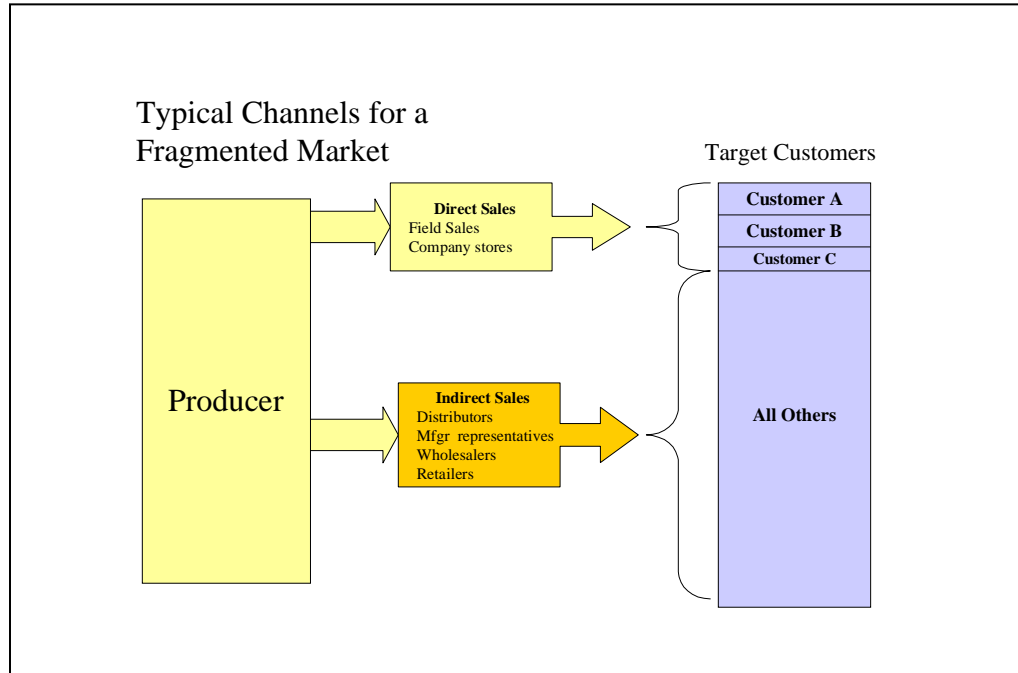 Typical Channels for a
Fragmented Market
Target Customers
Producer
Direct Sales
Field Sales
Company stores
Indirect Sales
Distributors
Mfgr representatives
Wholesalers
Retailers
Customer A
Customer B
Customer C
All Others